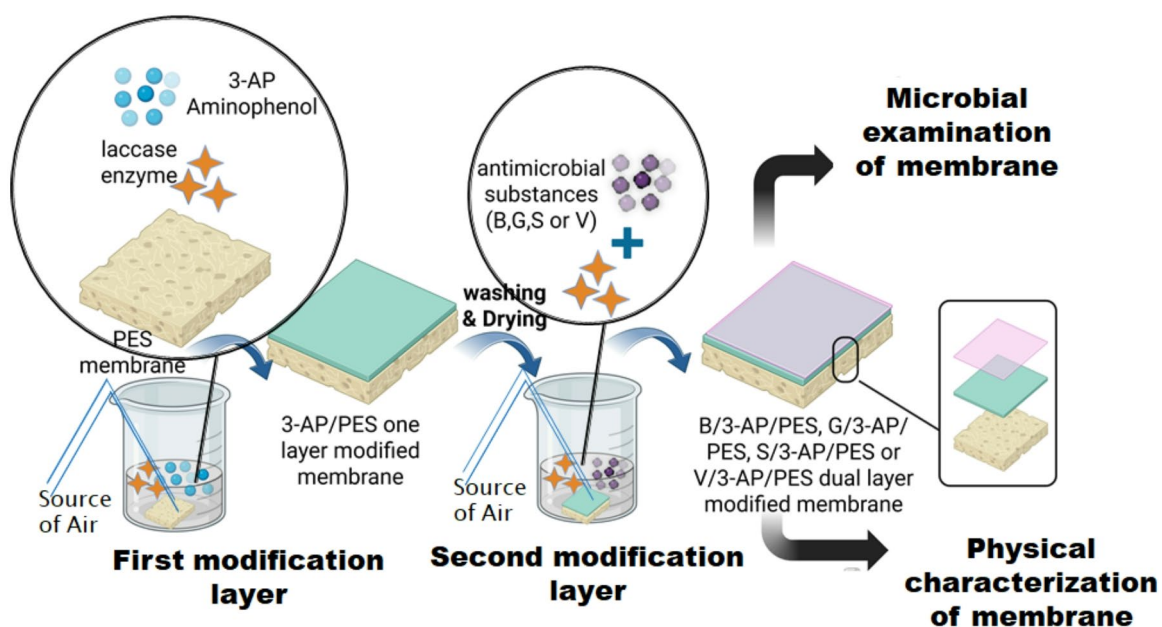 3-AP
Aminophenol
laccase
enzyme
PES
membrane
Source
of Air
First modification
layer
3-AP/PES one
layer modified
membrane
washing
& Drying
antimicrobial
substances
(B,G,S or V)
+
Source
of Air
Second modification
layer
B/3-AP/PES, G/3-AP/
PES, S/3-AP/PES or
V/3-AP/PES dual layer
modified membrane
Microbial
examination
of membrane
Physical
characterization
of membrane